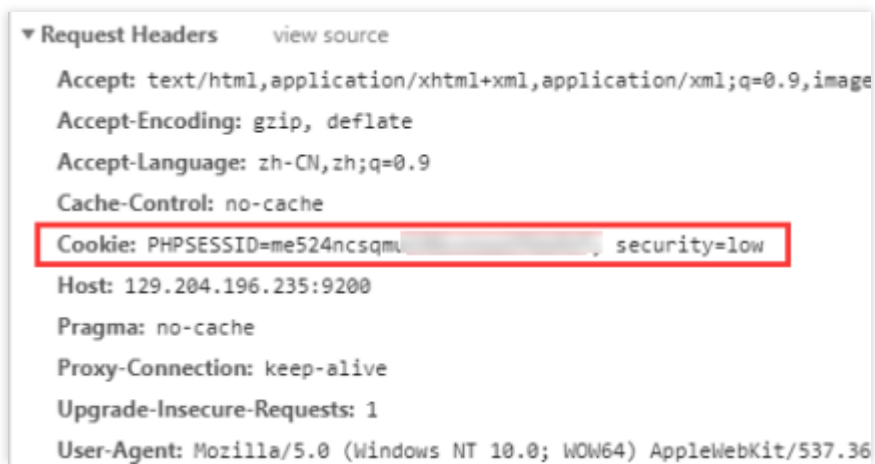 ▼ Request Headers view source
Accept: text/html,application/xhtml+xml,application/xml;q=0.9,image
Accept-Encoding: gzip, deflate
Accept-Language: zh-CN,zh;q=0.9
Cache-Control: no-cache
Cookie: PHPSESSID=me524ncsqmu ; security=low
Host: 129.204.196.235:9200
Pragma: no-cache
Proxy-Connection: keep-alive
Upgrade-Insecure-Requests: 1
User-Agent: Mozilla/5.0 (Windows NT 10.0; WOW64) AppleWebKit/537.36